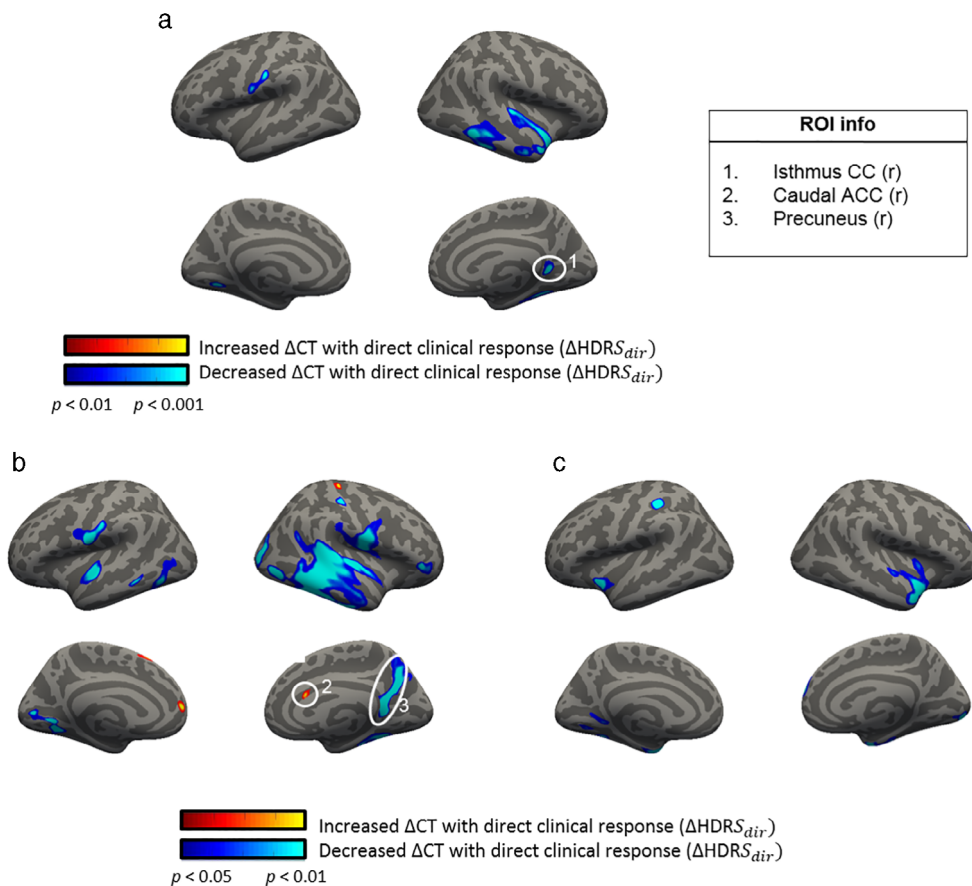 a
ROI info
1. Isthmus CC (r)
2. Caudal ACC (r)
3. Precuneus (r)
1
Increased ΔCT with direct clinical response (ΔHDRS_dir)
Decreased ΔCT with direct clinical response (ΔHDRS_dir)
p < 0.01 p < 0.001
b
c
2
3
Increased ΔCT with direct clinical response (ΔHDRS_dir)
Decreased ΔCT with direct clinical response (ΔHDRS_dir)
p < 0.05 p < 0.01